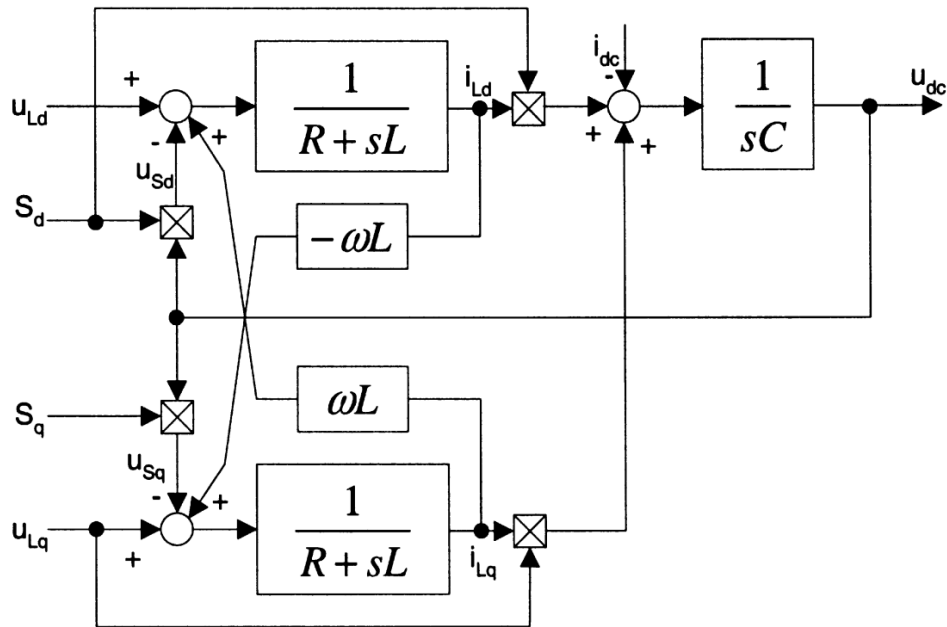 i_dc
-
u_dc
i_Ld
+
u_Ld
1
R + sL
+
+
+
1
sC
-
u_Sd
S_d
- ωL
ωL
S_q
u_Sq
-
+
1
R + sL
u_Lq
+
i_Lq